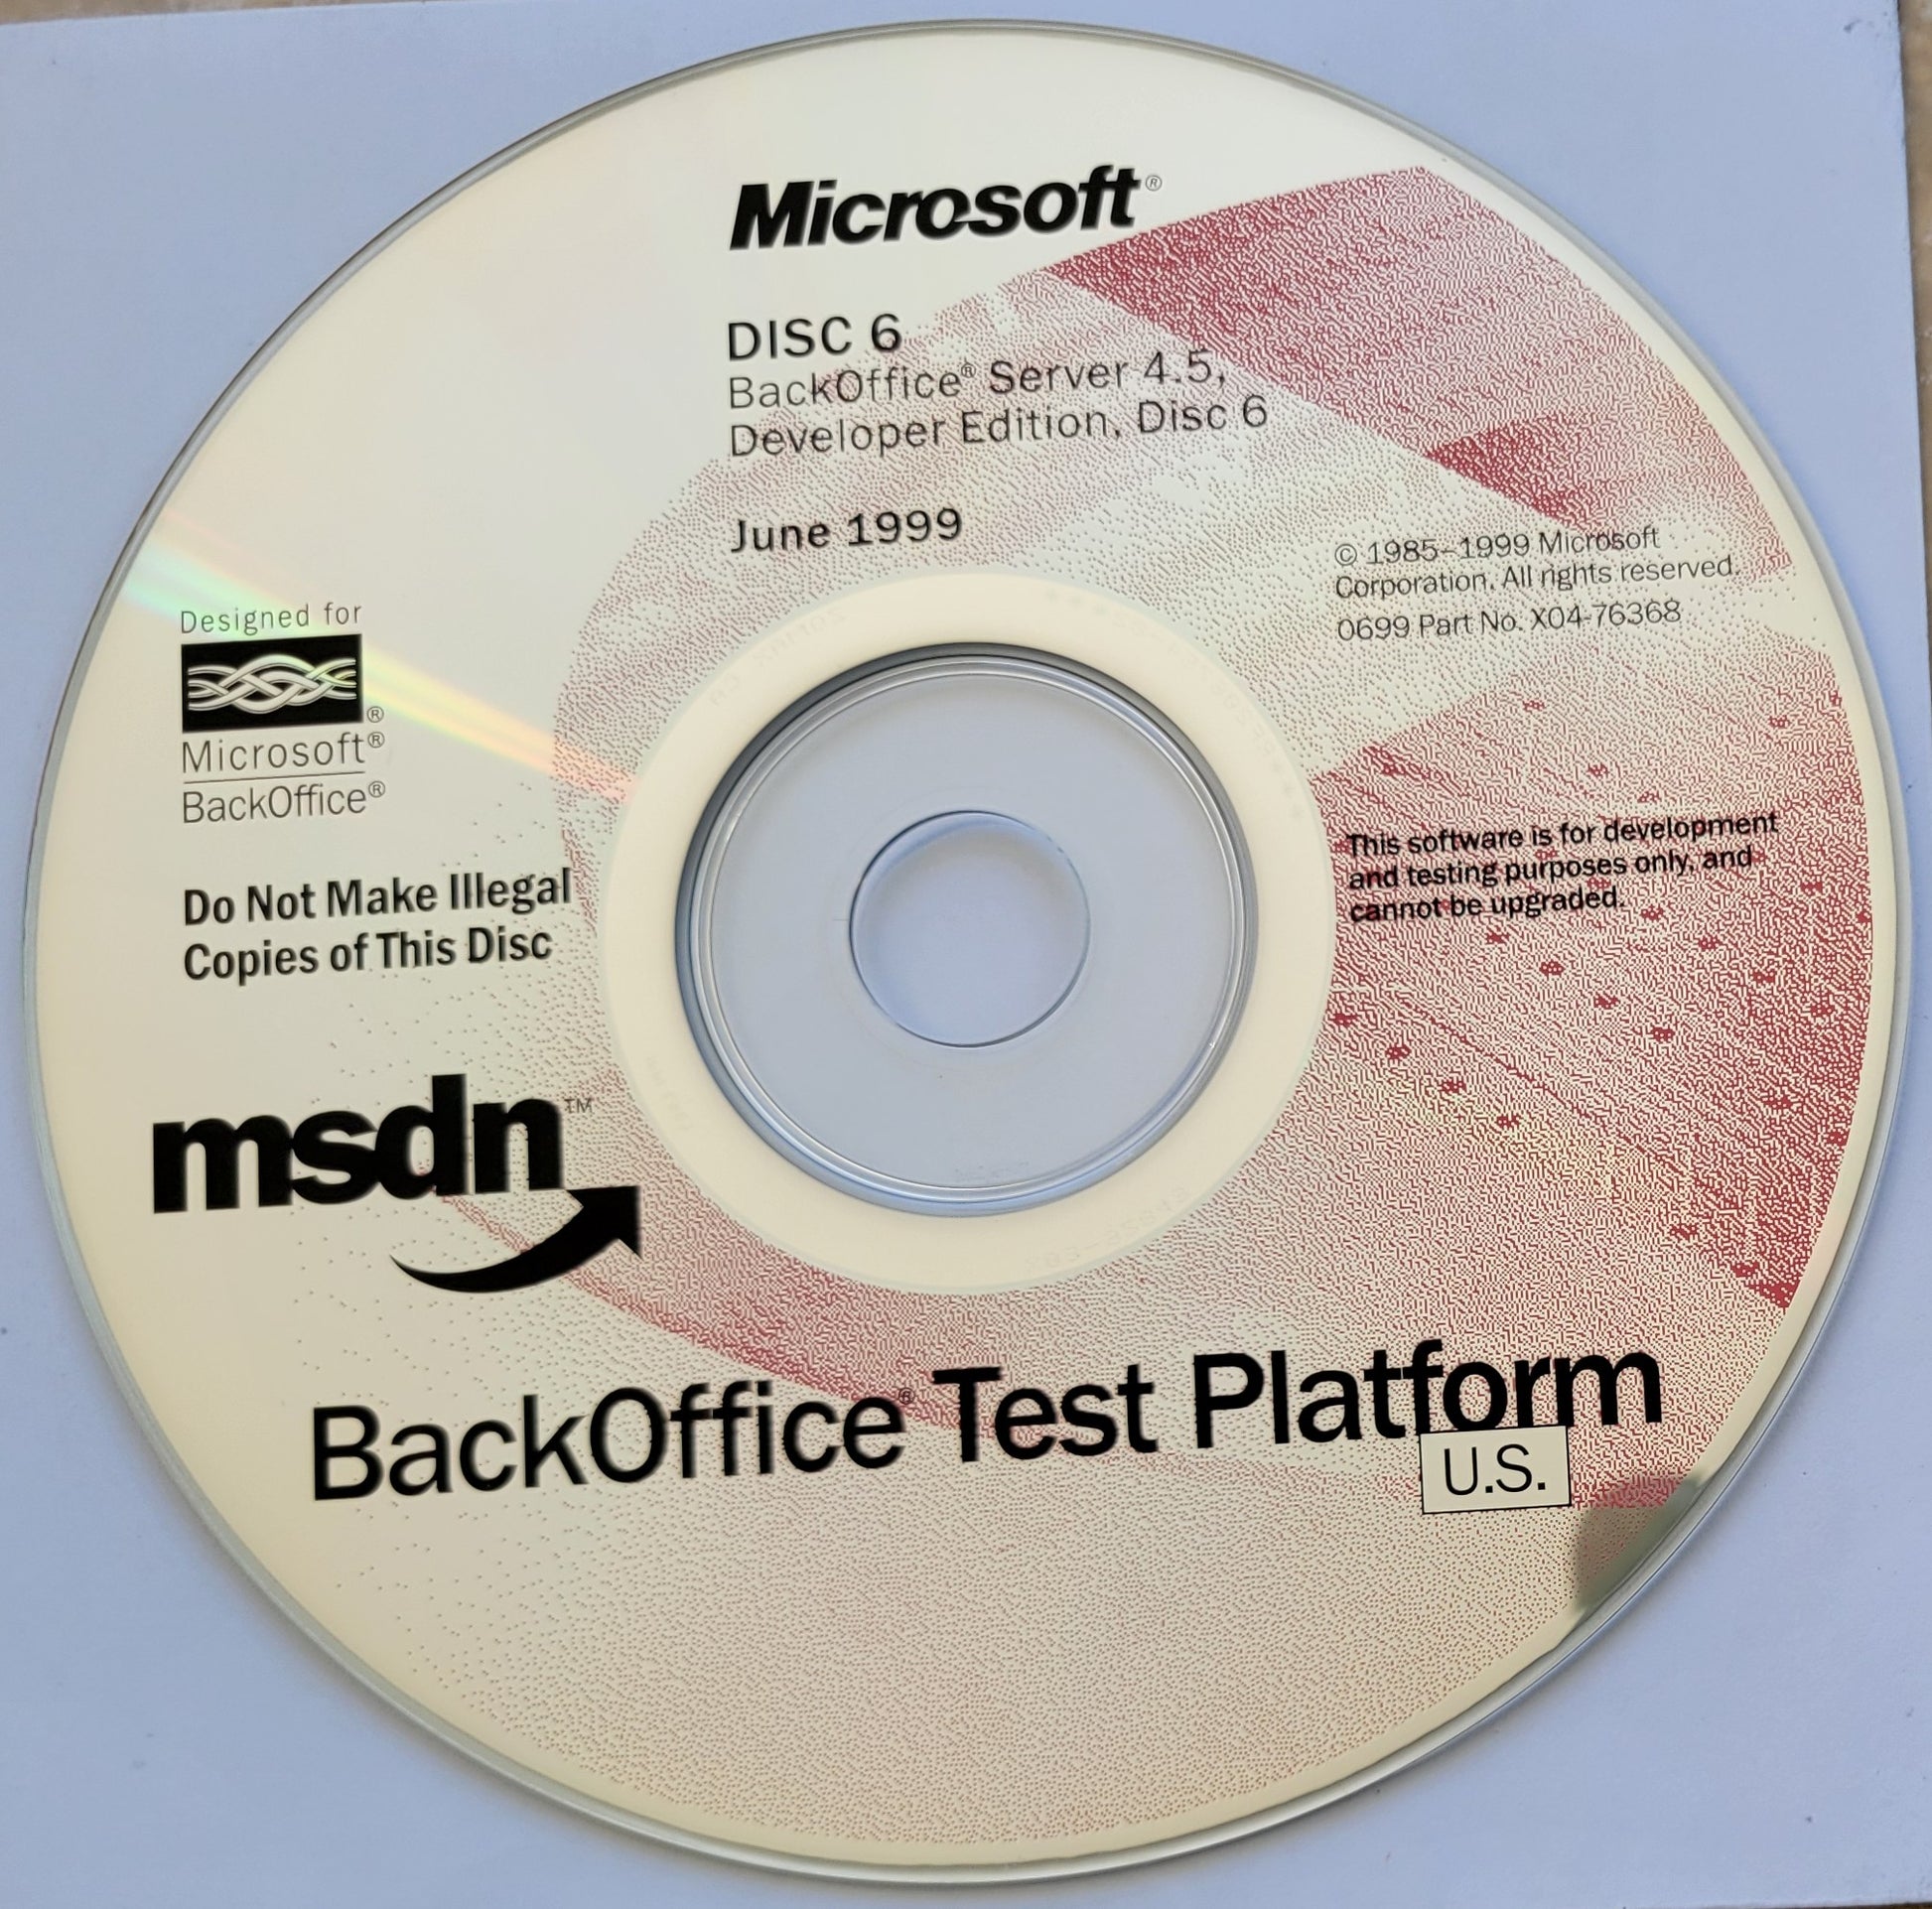 Microsoft®
DISC 6
BackOffice® Server 4.5,
Developer Edition, Disc 6
June 1999
© 1985–1999 Microsoft
Corporation. All rights reserved.
0699 Part No. X04-76368
Designed for
®
Microsoft®
BackOffice®
Do Not Make Illegal
Copies of This Disc
This software is for development
and testing purposes only, and
cannot be upgraded.
msdn™
BackOffice® Test Platform
U.S.